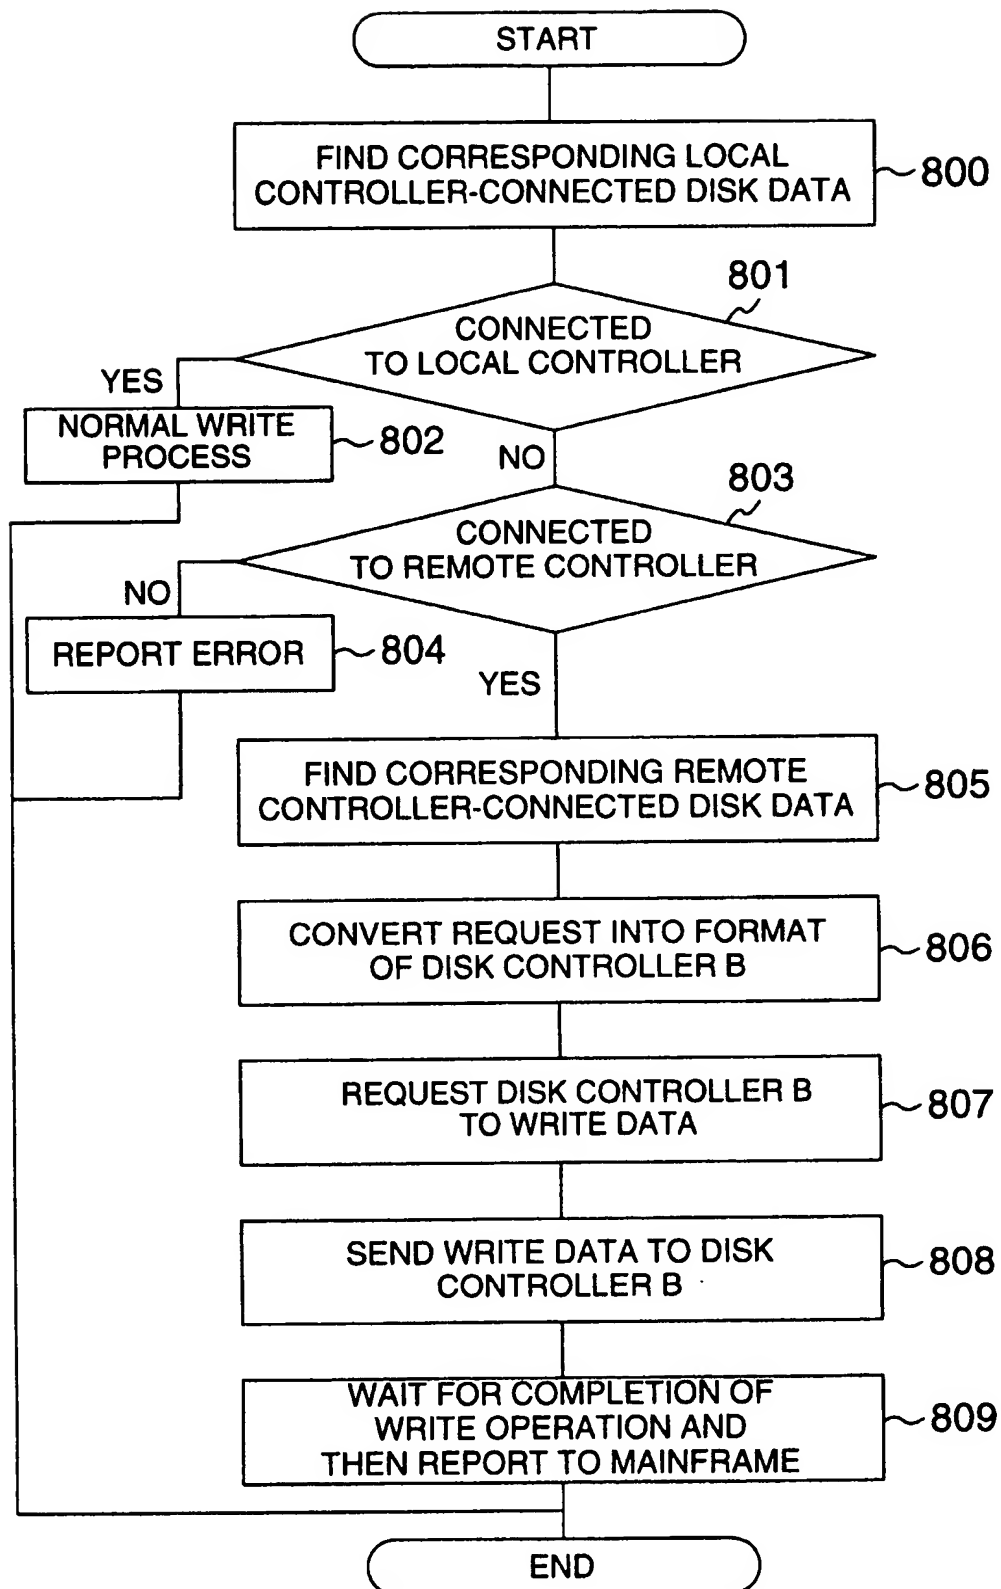 START
FIND CORRESPONDING LOCAL
CONTROLLER-CONNECTED DISK DATA
800
801
CONNECTED
TO LOCAL CONTROLLER
YES
NORMAL WRITE
PROCESS
802
NO
803
CONNECTED
TO REMOTE CONTROLLER
NO
REPORT ERROR
804
YES
FIND CORRESPONDING REMOTE
CONTROLLER-CONNECTED DISK DATA
805
CONVERT REQUEST INTO FORMAT
OF DISK CONTROLLER B
806
REQUEST DISK CONTROLLER B
TO WRITE DATA
807
SEND WRITE DATA TO DISK
CONTROLLER B
808
WAIT FOR COMPLETION OF
WRITE OPERATION AND
THEN REPORT TO MAINFRAME
809
END